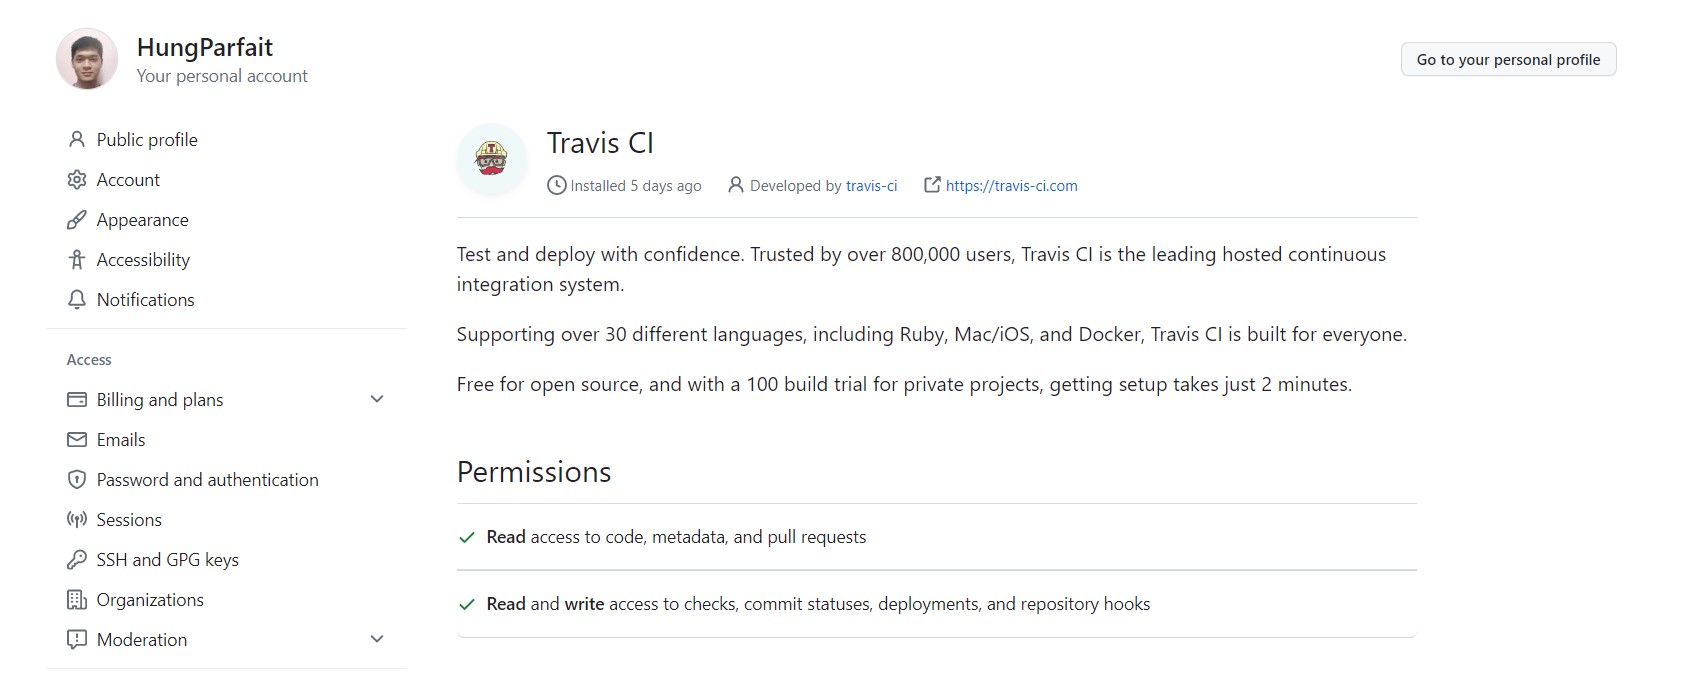 HungParfait
Your personal account
Go to your personal profile
Public profile
Account
Appearance
Accessibility
Notifications
Access
Billing and plans
Emails
Password and authentication
Sessions
SSH and GPG keys
Organizations
Moderation
Travis CI
Installed 5 days ago Developed by travis-ci https://travis-ci.com
Test and deploy with confidence. Trusted by over 800,000 users, Travis CI is the leading hosted continuous
integration system.
Supporting over 30 different languages, including Ruby, Mac/iOS, and Docker, Travis CI is built for everyone.
Free for open source, and with a 100 build trial for private projects, getting setup takes just 2 minutes.
Permissions
Read access to code, metadata, and pull requests
Read and write access to checks, commit statuses, deployments, and repository hooks